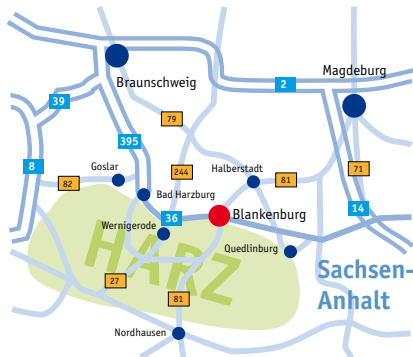 Braunschweig
Magdeburg
2
39
79
395
8
Goslar
82
244
Halberstadt
81
71
Bad Harzburg
36
Blankenburg
14
Wernigerode
Quedlinburg
HARZ
27
81
Sachsen-
Anhalt
Nordhausen